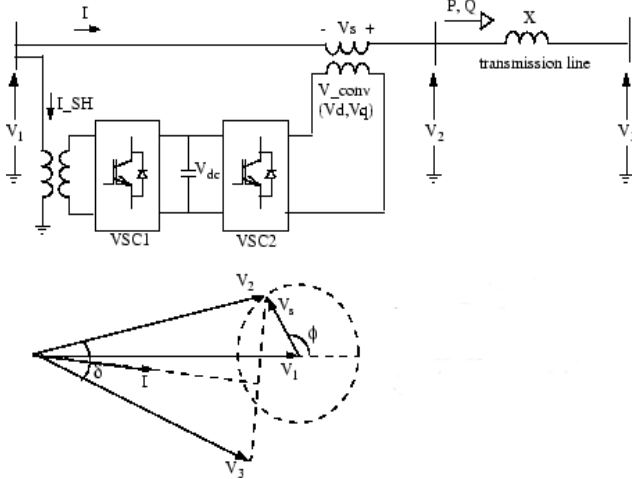 P, Q
I
- Vs +
X
transmission line
V_conv
(Vd,Vq)
I_SH
V1
V2
Vdc
VSC1
VSC2
V2
Vs
ϕ
V1
δ
I
V3